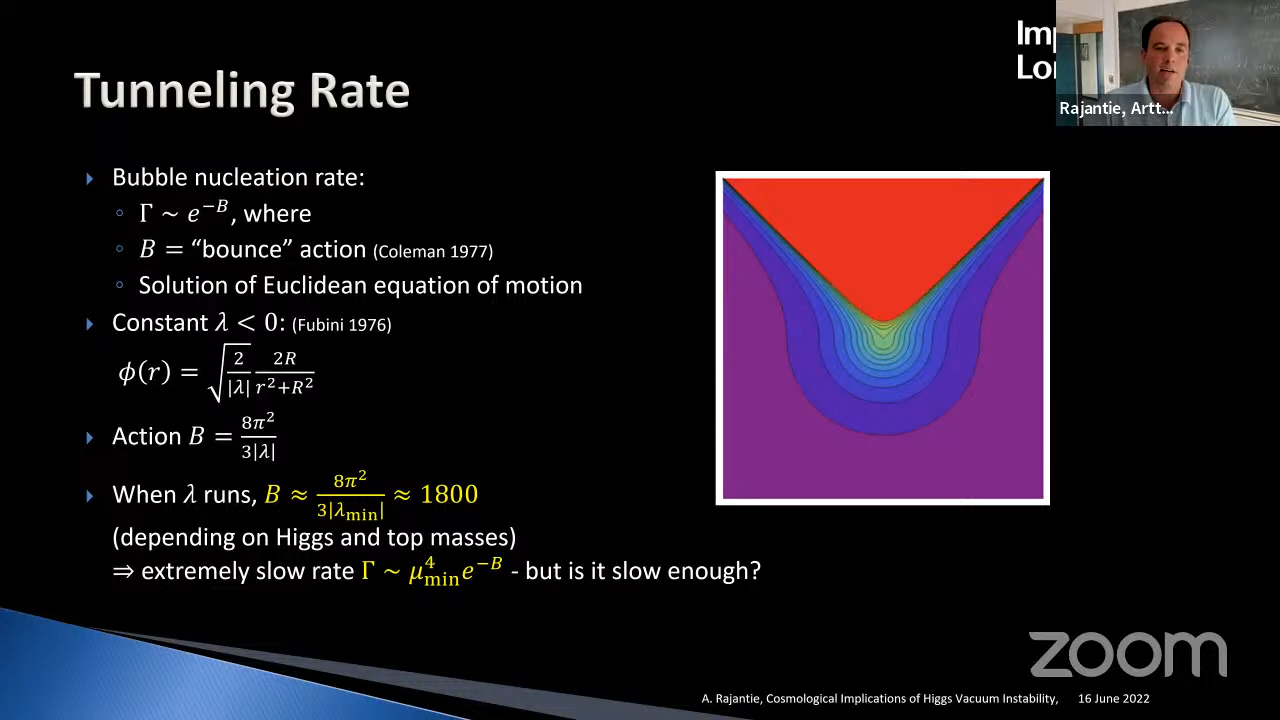 Imp
Lon
Rajantie, Artt...
Tunneling Rate
Bubble nucleation rate:
Γ ~ e^{−B}, where
B = “bounce” action (Coleman 1977)
Solution of Euclidean equation of motion
Constant λ < 0: (Fubini 1976)
ϕ(r) = √(2/|λ|) 2R/(r²+R²)
Action B = 8π²/(3|λ|)
When λ runs, B ≈ 8π²/(3|λ_min|) ≈ 1800
(depending on Higgs and top masses)
⇒ extremely slow rate Γ ~ μ_min⁴ e^{−B} - but is it slow enough?
zoom
A. Rajantie, Cosmological Implications of Higgs Vacuum Instability, 16 June 2022